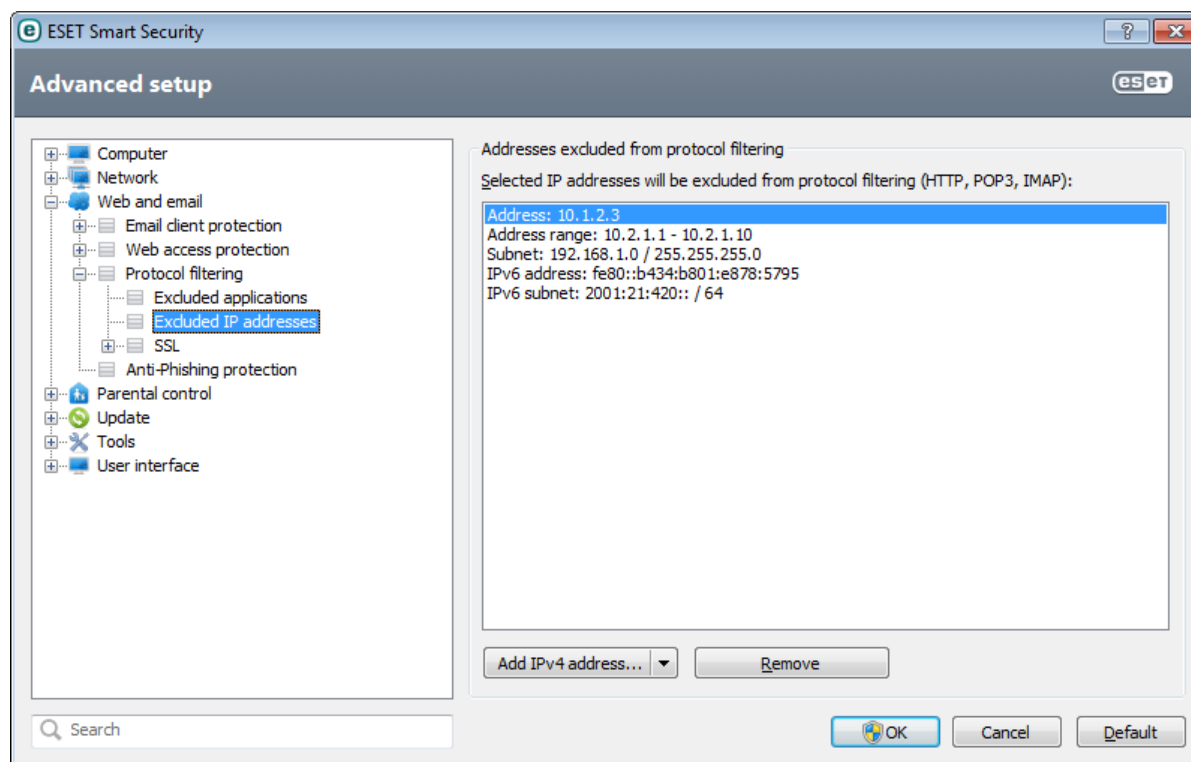 ESET Smart Security
Advanced setup
eseT
Computer
Network
Web and email
Email client protection
Web access protection
Protocol filtering
Excluded applications
Excluded IP addresses
SSL
Anti-Phishing protection
Parental control
Update
Tools
User interface
Search
Addresses excluded from protocol filtering
Selected IP addresses will be excluded from protocol filtering (HTTP, POP3, IMAP):
Address: 10.1.2.3
Address range: 10.2.1.1 - 10.2.1.10
Subnet: 192.168.1.0 / 255.255.255.0
IPv6 address: fe80::b434:b801:e878:5795
IPv6 subnet: 2001:21:420:: / 64
Add IPv4 address...
Remove
OK
Cancel
Default